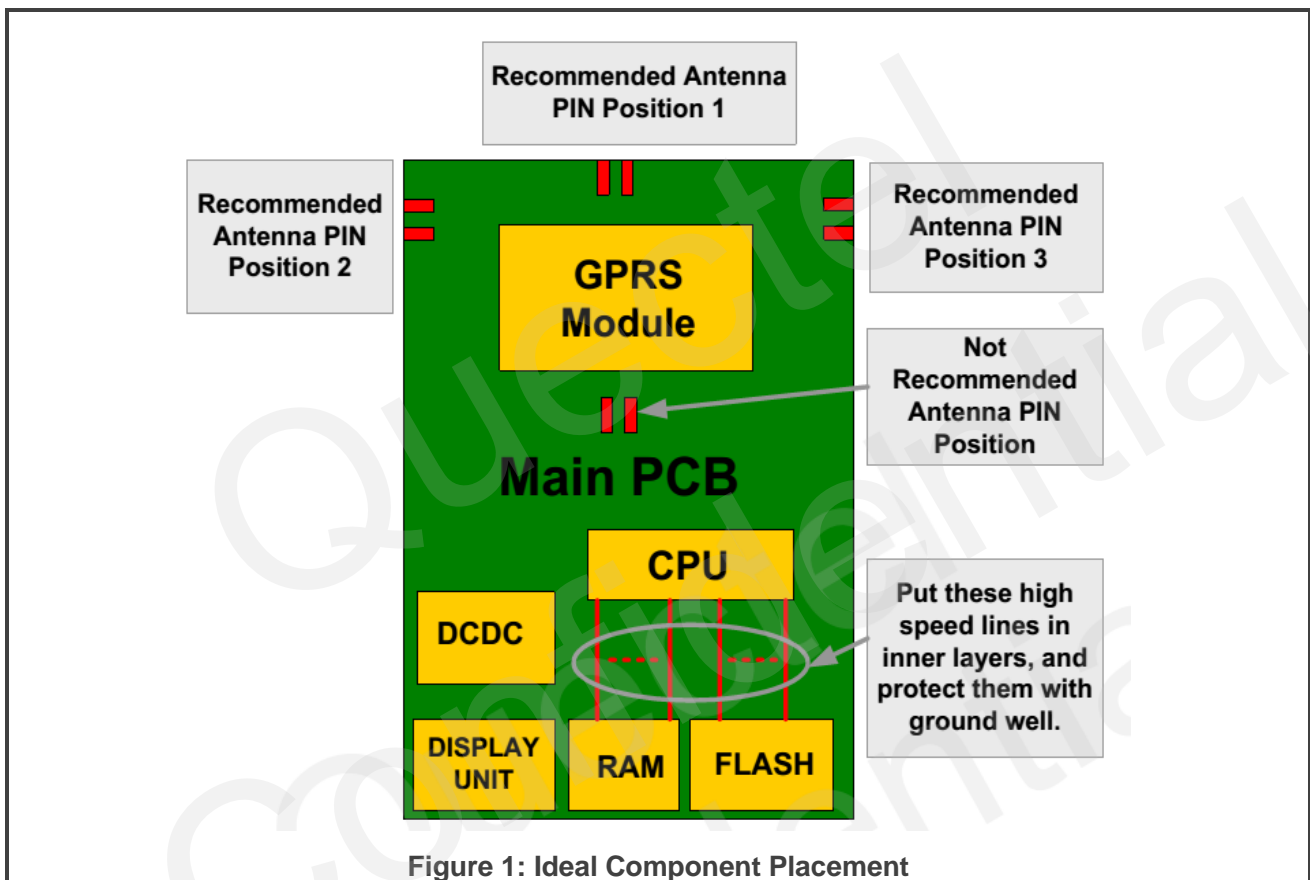 Recommended Antenna
PIN Position 1
Recommended
Antenna PIN
Position 2
Recommended
Antenna PIN
Position 3
GPRS
Module
Not
Recommended
Antenna PIN
Position
Main PCB
CPU
Put these high
speed lines in
inner layers, and
protect them with
ground well.
DCDC
DISPLAY
UNIT
RAM
FLASH
Quectel
Confidential
Figure 1: Ideal Component Placement